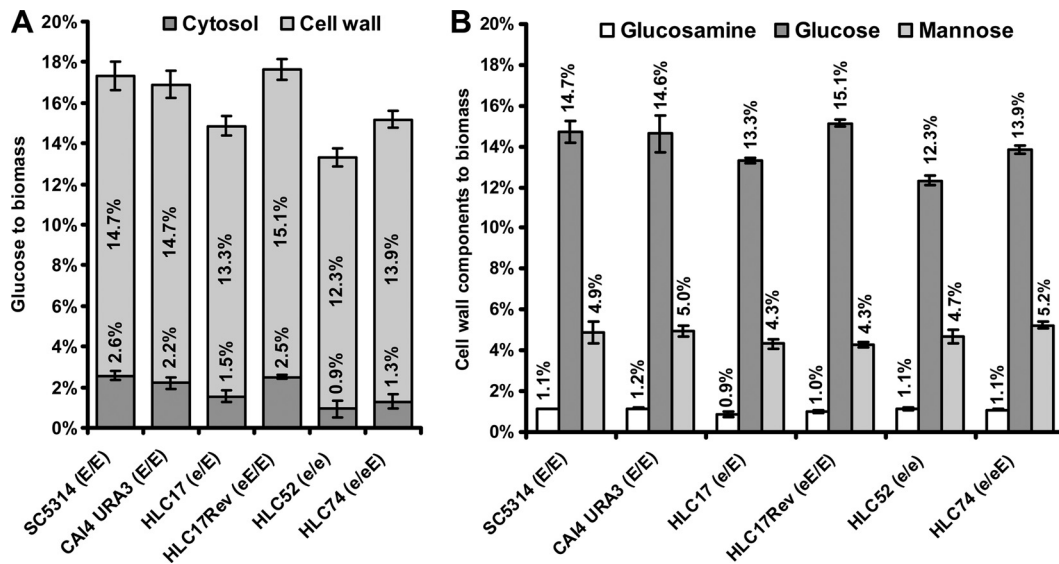 A
Cytosol
Cell wall
Glucose to biomass
20%
18%
16%
14%
12%
10%
8%
6%
4%
2%
0%
14.7%
14.7%
13.3%
15.1%
12.3%
13.9%
2.6%
2.2%
1.5%
2.5%
0.9%
1.3%
SC5314 (E/E)
CAI4 URA3 (E/E)
HLC17 (e/E)
HLC17Rev (eE/E)
HLC52 (e/e)
HLC74 (e/eE)
B
Glucosamine
Glucose
Mannose
Cell wall components to biomass
20%
18%
16%
14%
12%
10%
8%
6%
4%
2%
0%
1.1%
14.7%
4.9%
1.2%
14.6%
5.0%
0.9%
13.3%
4.3%
1.0%
15.1%
4.3%
1.1%
12.3%
4.7%
1.1%
13.9%
5.2%
SC5314 (E/E)
CAI4 URA3 (E/E)
HLC17 (e/E)
HLC17Rev (eE/E)
HLC52 (e/e)
HLC74 (e/eE)